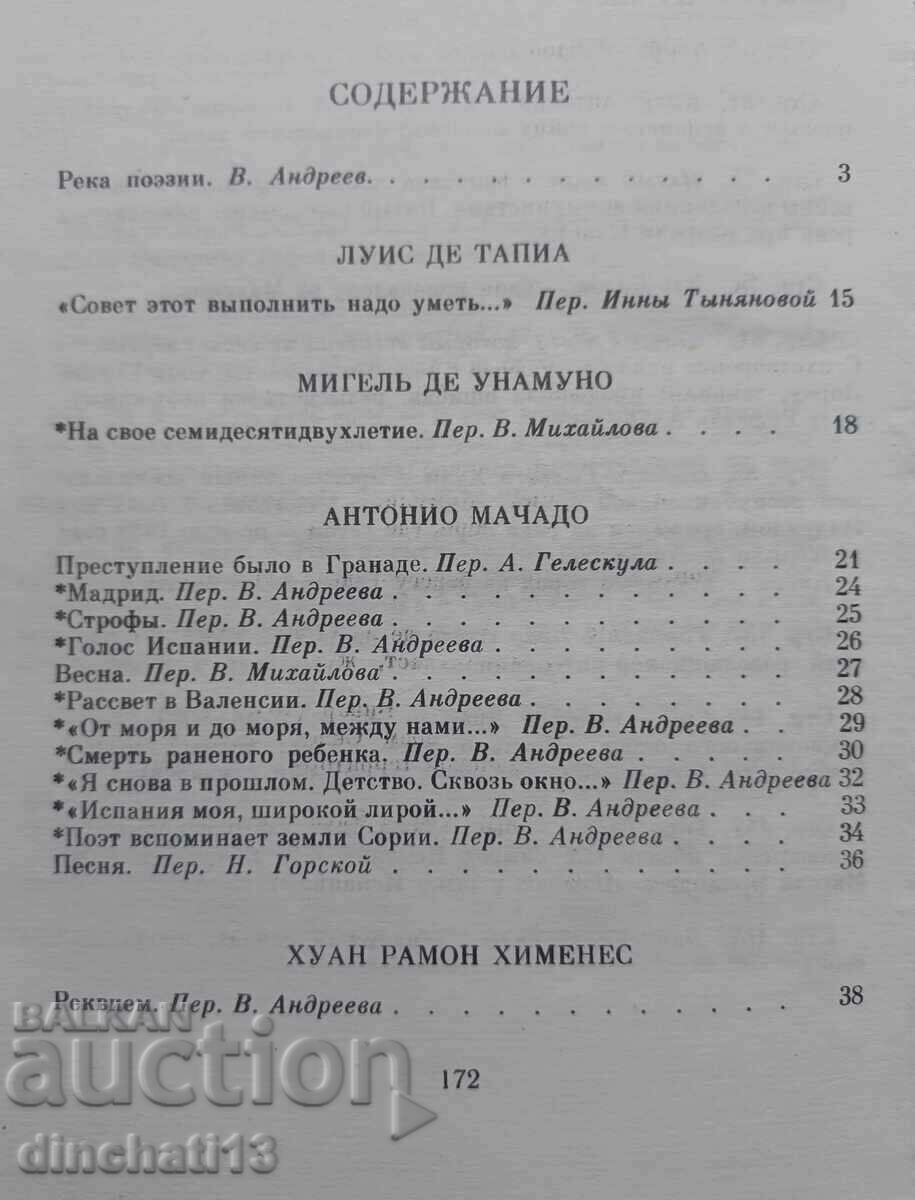 СОДЕРЖАНИЕ
Река поэзии. В. Андреев. . . . . . . . . . . . . . 3
ЛУИС ДЕ ТАПИА
«Совет этот выполнить надо уметь...» Пер. Инны Тыняновой 15
МИГЕЛЬ ДЕ УНАМУНО
*На свое семидесятидвухлетие. Пер. В. Михайлова . . . . 18
АНТОНИО МАЧАДО
Преступление было в Гранаде. Пер. А. Гелескула . . . . 21
*Мадрид. Пер. В. Андреева . . . . . . . . . . . . 24
*Строфы. Пер. В. Андреева . . . . . . . . . . . . 25
*Голос Испании. Пер. В. Андреева . . . . . . . . . 26
Весна. Пер. В. Михайлова . . . . . . . . . . . . 27
*Рассвет в Валенсии. Пер. В. Андреева . . . . . . . . 28
*«От моря и до моря, между нами...» Пер. В. Андреева . . 29
*Смерть раненого ребенка. Пер. В. Андреева . . . . . 30
*«Я снова в прошлом. Детство. Сквозь окно...» Пер. В. Андреева 32
*«Испания моя, широкой лирой...» Пер. В. Андреева . . . 33
*Поэт вспоминает земли Сории. Пер. В. Андреева . . . . 34
Песня. Пер. Н. Горской . . . . . . . . . . . . 36
ХУАН РАМОН ХИМЕНЕС
Реквием. Пер. В. Андреева . . . . . . . . . . . . 38
172
BALKAN
auction
dinchati13